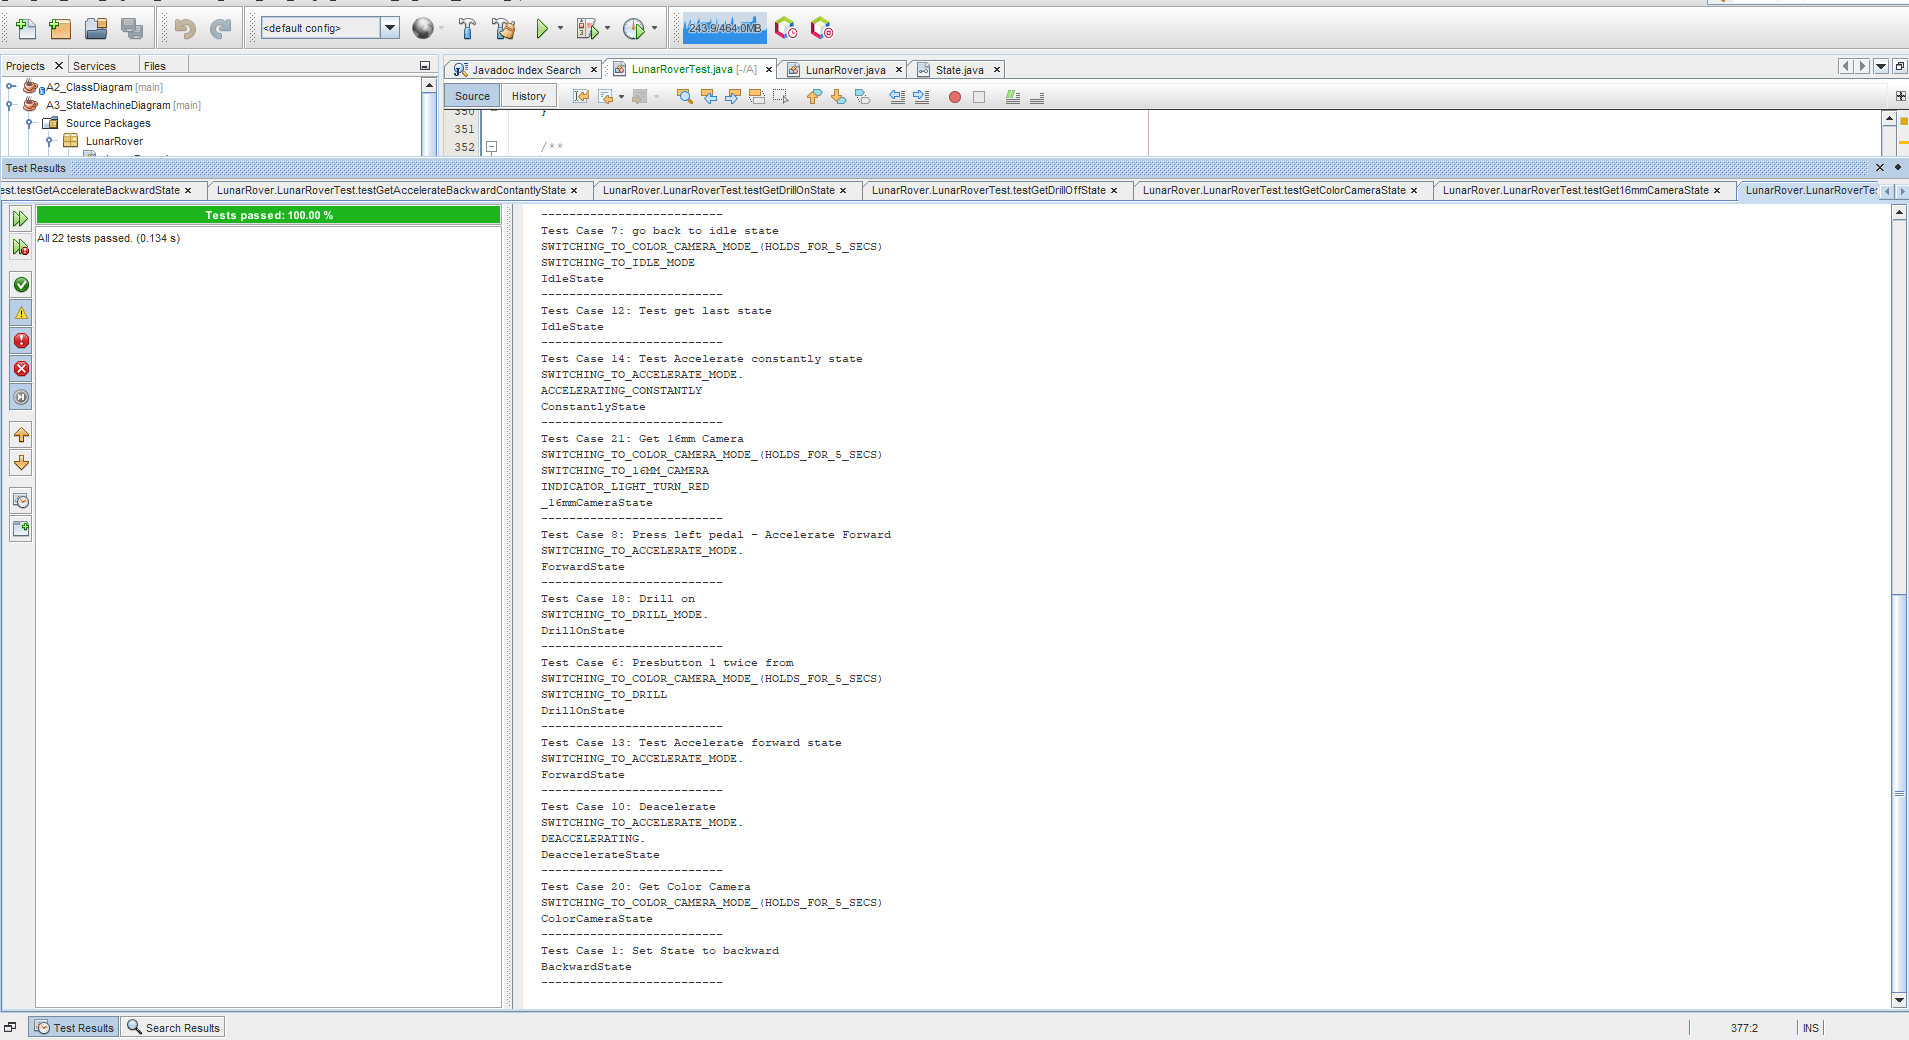 <default config>
243.9/464.0MB
Projects
Services
Files
Javadoc Index Search
LunarRoverTest.java [-/A]
LunarRover.java
State.java
A2_ClassDiagram [main]
A3_StateMachineDiagram [main]
Source Packages
LunarRover
Source
History
350 }
351
352 /**
Test Results
est.testGetAccelerateBackwardState
LunarRover.LunarRoverTest.testGetAccelerateBackwardContantlyState
LunarRover.LunarRoverTest.testGetDrillOnState
LunarRover.LunarRoverTest.testGetDrillOffState
LunarRover.LunarRoverTest.testGetColorCameraState
LunarRover.LunarRoverTest.testGet16mmCameraState
LunarRover.LunarRoverTe
Tests passed: 100.00 %
All 22 tests passed. (0.134 s)
--------------------------
Test Case 7: go back to idle state
SWITCHING_TO_COLOR_CAMERA_MODE_(HOLDS_FOR_5_SECS)
SWITCHING_TO_IDLE_MODE
IdleState
--------------------------
Test Case 12: Test get last state
IdleState
--------------------------
Test Case 14: Test Accelerate constantly state
SWITCHING_TO_ACCELERATE_MODE.
ACCELERATING_CONSTANTLY
ConstantlyState
--------------------------
Test Case 21: Get 16mm Camera
SWITCHING_TO_COLOR_CAMERA_MODE_(HOLDS_FOR_5_SECS)
SWITCHING_TO_16MM_CAMERA
INDICATOR_LIGHT_TURN_RED
_16mmCameraState
--------------------------
Test Case 8: Press left pedal - Accelerate Forward
SWITCHING_TO_ACCELERATE_MODE.
ForwardState
--------------------------
Test Case 18: Drill on
SWITCHING_TO_DRILL_MODE.
DrillOnState
--------------------------
Test Case 6: Presbutton 1 twice from
SWITCHING_TO_COLOR_CAMERA_MODE_(HOLDS_FOR_5_SECS)
SWITCHING_TO_DRILL
DrillOnState
--------------------------
Test Case 13: Test Accelerate forward state
SWITCHING_TO_ACCELERATE_MODE.
ForwardState
--------------------------
Test Case 10: Deacelerate
SWITCHING_TO_ACCELERATE_MODE.
DEACCELERATING.
DeaccelerateState
--------------------------
Test Case 20: Get Color Camera
SWITCHING_TO_COLOR_CAMERA_MODE_(HOLDS_FOR_5_SECS)
ColorCameraState
--------------------------
Test Case 1: Set State to backward
BackwardState
--------------------------
Test Results
Search Results
377:2
INS